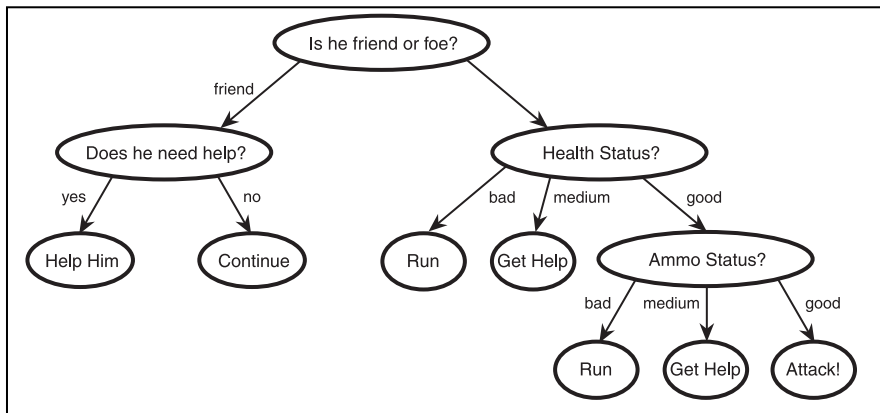 Is he friend or foe?
friend
Does he need help?
Health Status?
yes
no
bad
medium
good
Help Him
Continue
Run
Get Help
Ammo Status?
bad
medium
good
Run
Get Help
Attack!